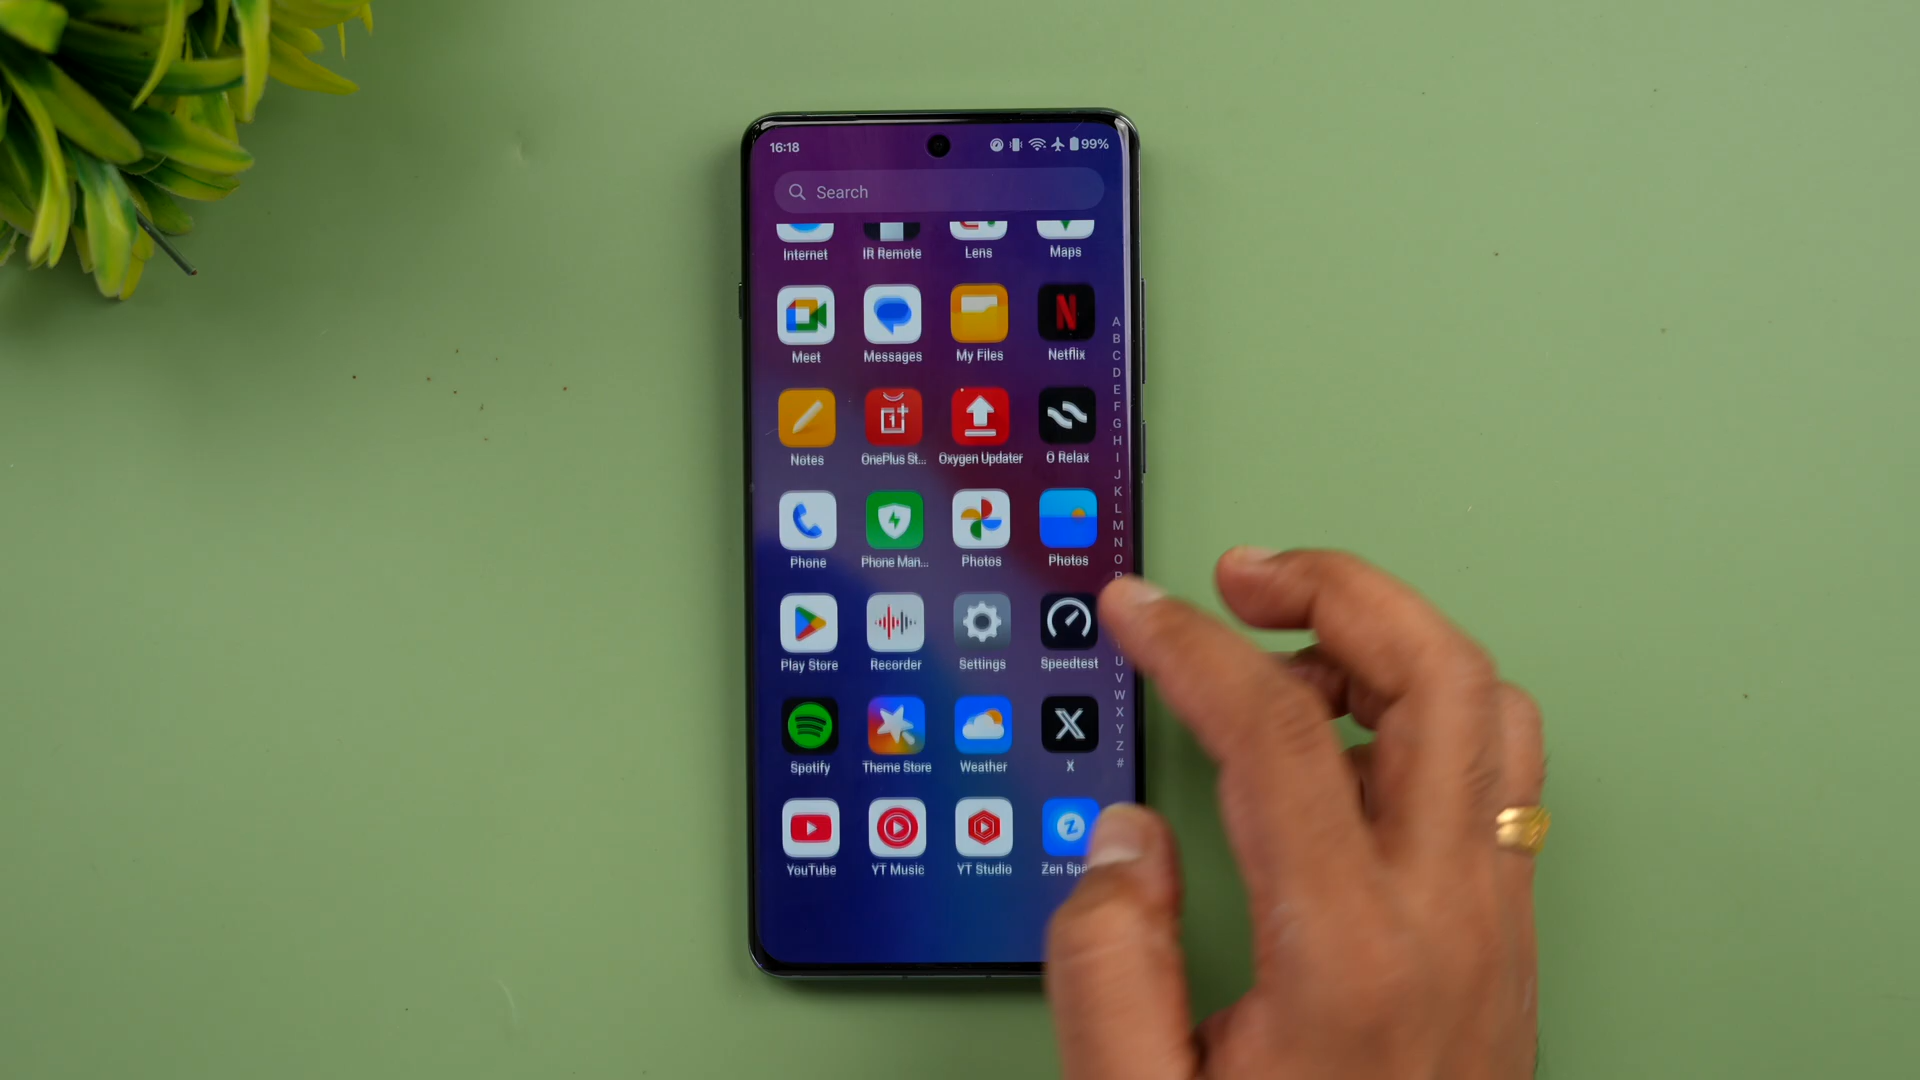 16:18 99%
Search
Internet IR Remote Lens Maps
Meet Messages My Files Netflix
Notes OnePlus St... Oxygen Updater O Relax
Phone Phone Man... Photos Photos
Play Store Recorder Settings Speedtest
Spotify Theme Store Weather X
YouTube YT Music YT Studio Zen Spa
A
B
C
D
E
F
G
H
I
J
K
L
M
N
O
U
V
W
X
Y
Z
#